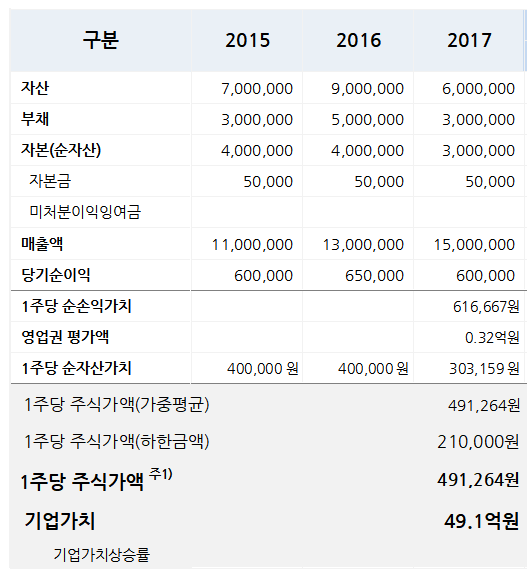 구분 2015 2016 2017
자산 7,000,000 9,000,000 6,000,000
부채 3,000,000 5,000,000 3,000,000
자본(순자산) 4,000,000 4,000,000 3,000,000
자본금 50,000 50,000 50,000
미처분이익잉여금
매출액 11,000,000 13,000,000 15,000,000
당기순이익 600,000 650,000 600,000
1주당 순손익가치 616,667원
영업권 평가액 0.32억원
1주당 순자산가치 400,000 원 400,000 원 303,159 원
1주당 주식가액(가중평균) 491,264원
1주당 주식가액(하한금액) 210,000원
1주당 주식가액 주1) 491,264원
기업가치 49.1억원
기업가치상승률